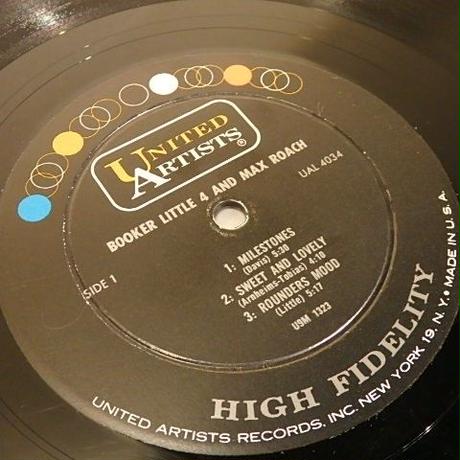 UNITED
ARTISTS®
BOOKER LITTLE 4 AND MAX ROACH
UAL 4034
SIDE 1
1: MILESTONES
(Davis) 5:30
2: SWEET AND LOVELY
(Arnheims-Tobias) 4:10
3: ROUNDERS MOOD
(Little) 5:17
USM 1323
HIGH FIDELITY
UNITED ARTISTS RECORDS, INC. NEW YORK 19, N.Y. • MADE IN U.S.A.